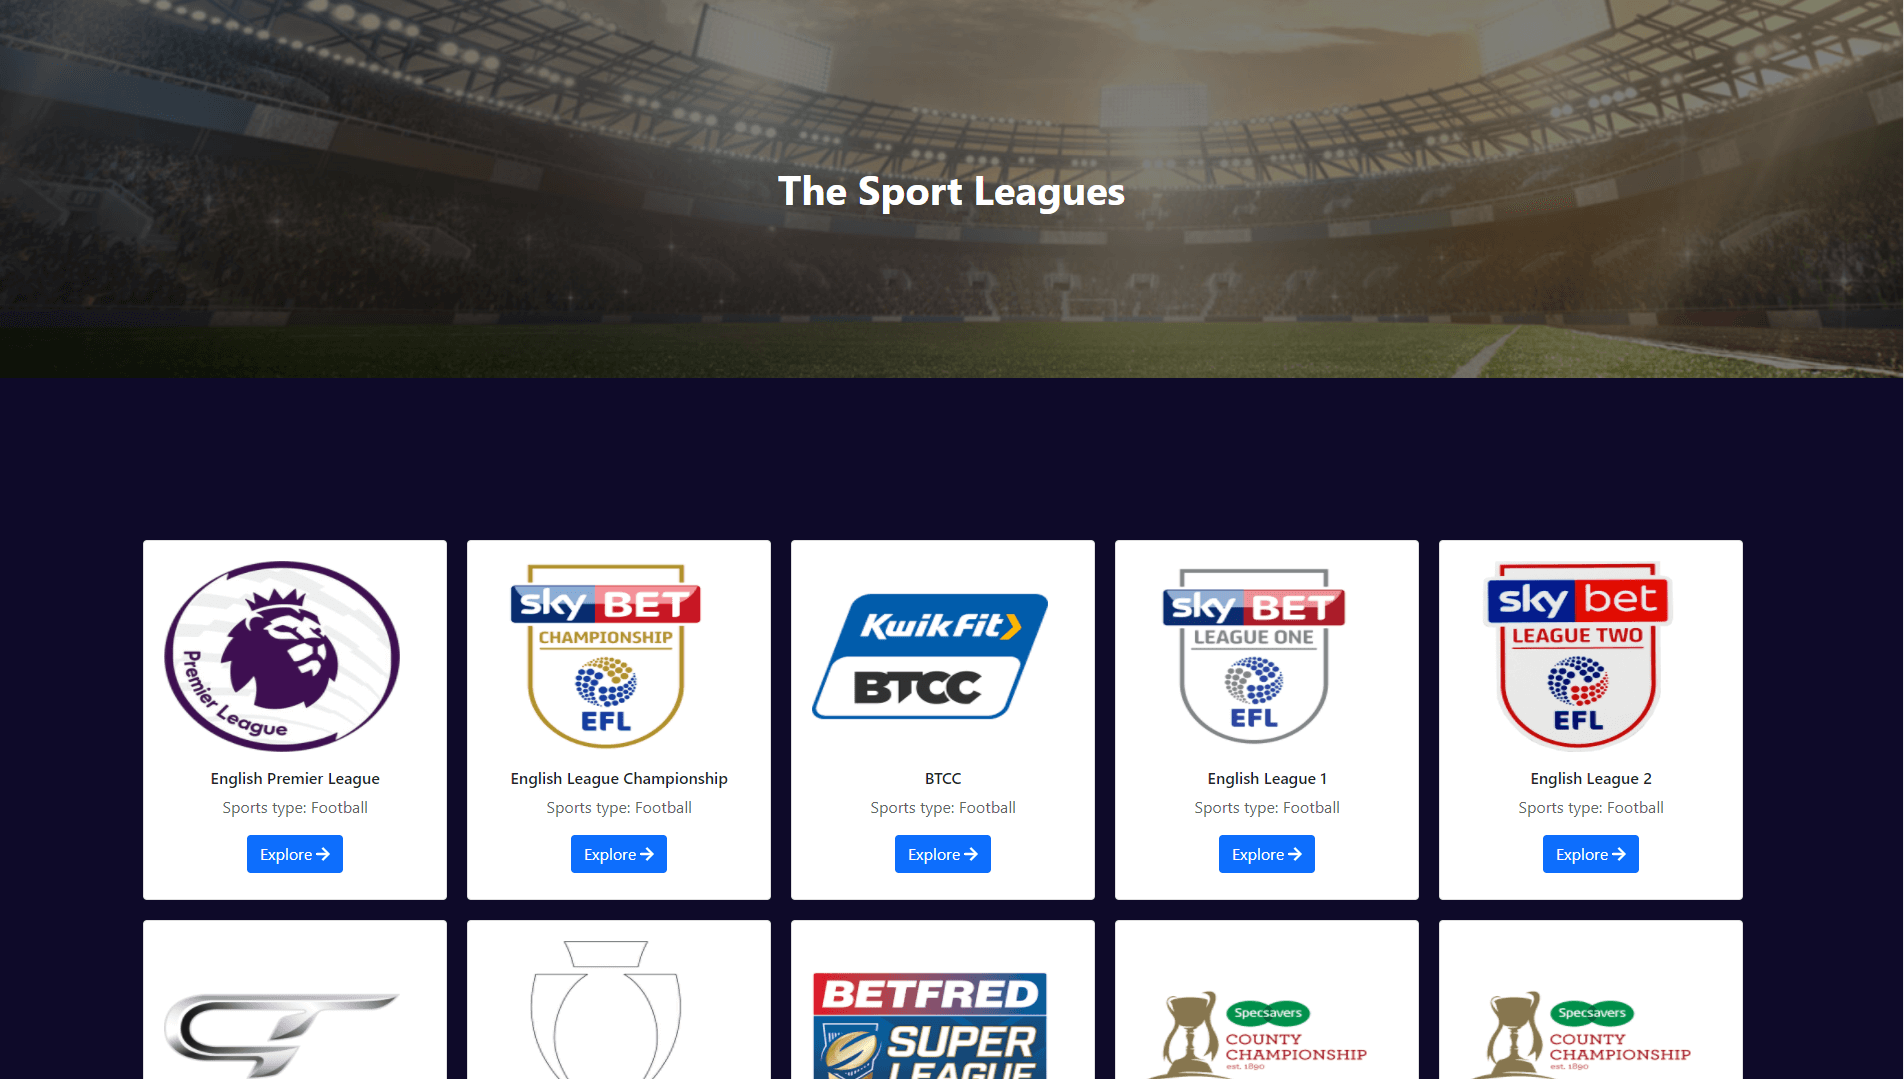 The Sport Leagues
Premier League
English Premier League
Sports type: Football
Explore
sky BET
CHAMPIONSHIP
EFL
English League Championship
Sports type: Football
Explore
KwikFit
BTCC
BTCC
Sports type: Football
Explore
sky BET
LEAGUE ONE
EFL
English League 1
Sports type: Football
Explore
sky bet
LEAGUE TWO
EFL
English League 2
Sports type: Football
Explore
BETFRED
SUPER
LEAGUE
Specsavers
COUNTY
CHAMPIONSHIP
est. 1890
Specsavers
COUNTY
CHAMPIONSHIP
est. 1890